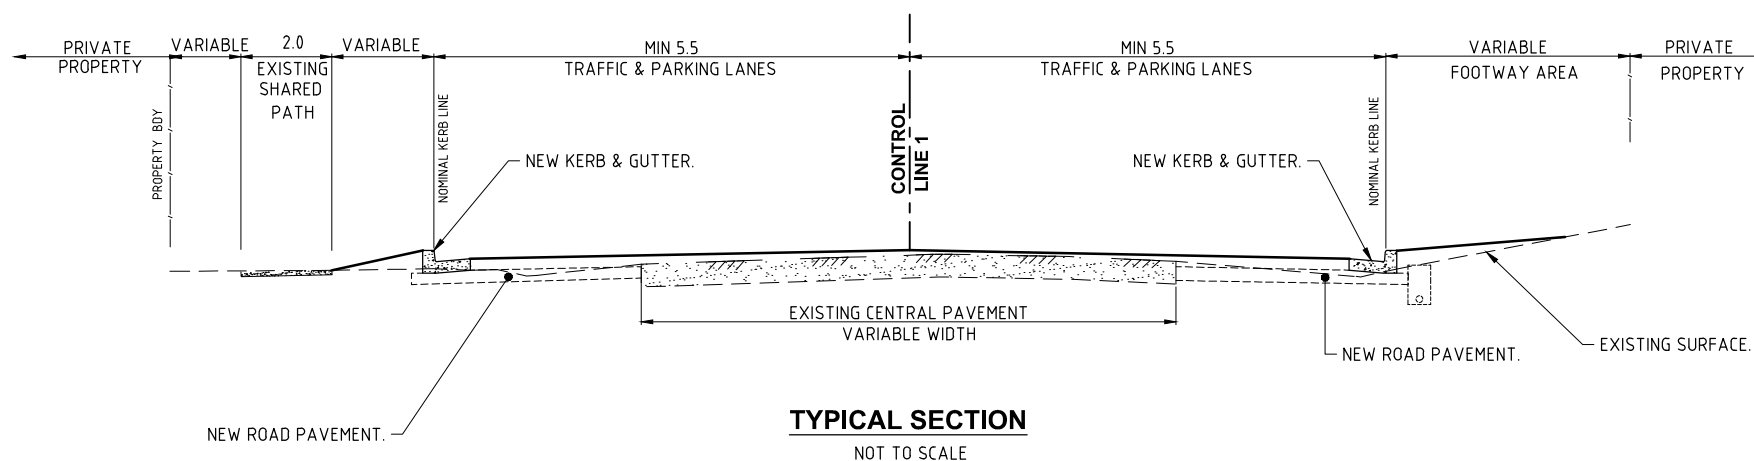 PRIVATE
PROPERTY
VARIABLE
2.0
EXISTING
SHARED
PATH
VARIABLE
MIN 5.5
TRAFFIC & PARKING LANES
MIN 5.5
TRAFFIC & PARKING LANES
VARIABLE
FOOTWAY AREA
PRIVATE
PROPERTY
PROPERTY BDY
NOMINAL KERB LINE
NEW KERB & GUTTER.
CONTROL
LINE 1
NEW KERB & GUTTER.
NOMINAL KERB LINE
EXISTING CENTRAL PAVEMENT
VARIABLE WIDTH
EXISTING SURFACE.
NEW ROAD PAVEMENT.
NEW ROAD PAVEMENT.
TYPICAL SECTION
NOT TO SCALE